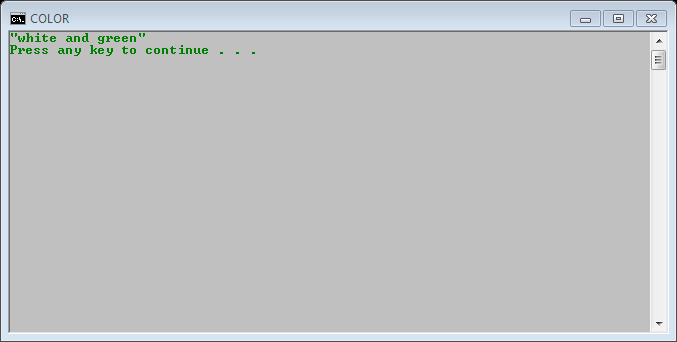 COLOR
"white and green"
Press any key to continue . . .